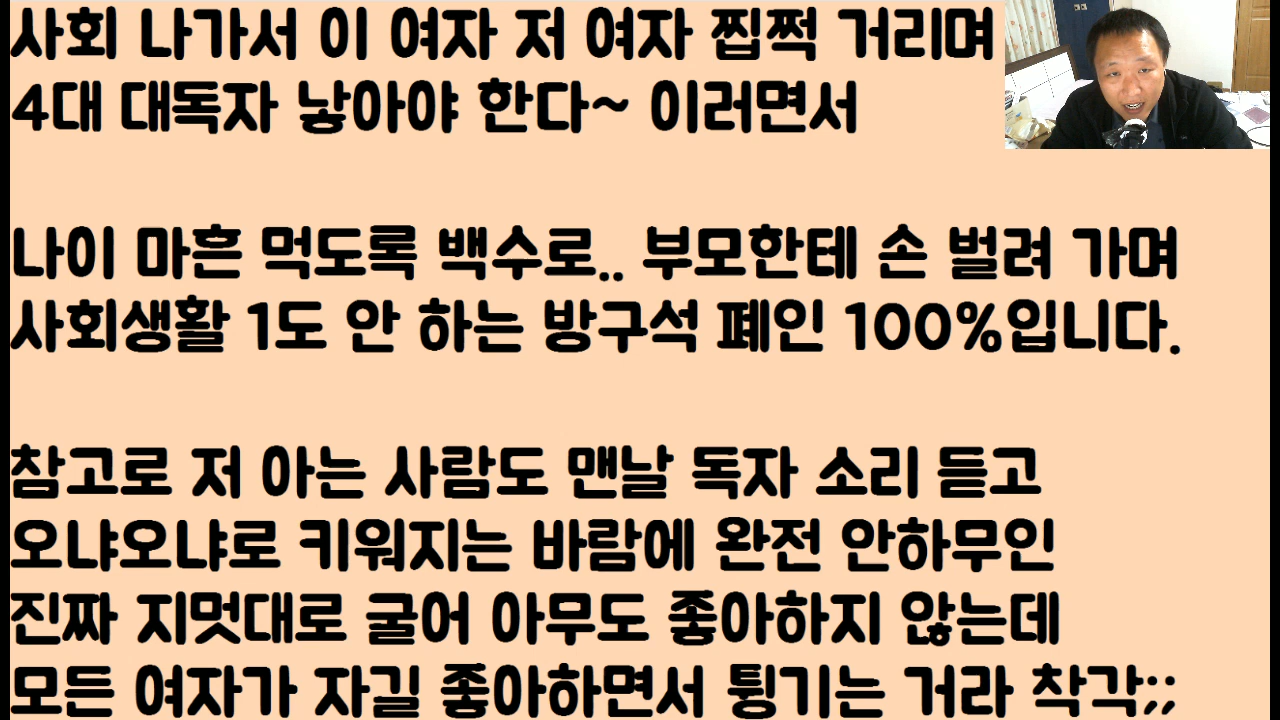 사회 나가서 이 여자 저 여자 찝쩍 거리며
4대 대독자 낳아야 한다~ 이러면서
나이 마흔 먹도록 백수로.. 부모한테 손 벌려 가며
사회생활 1도 안 하는 방구석 폐인 100%입니다.
참고로 저 아는 사람도 맨날 독자 소리 듣고
오냐오냐로 키워지는 바람에 완전 안하무인
진짜 지멋대로 굴어 아무도 좋아하지 않는데
모든 여자가 자길 좋아하면서 튕기는 거라 착각;;